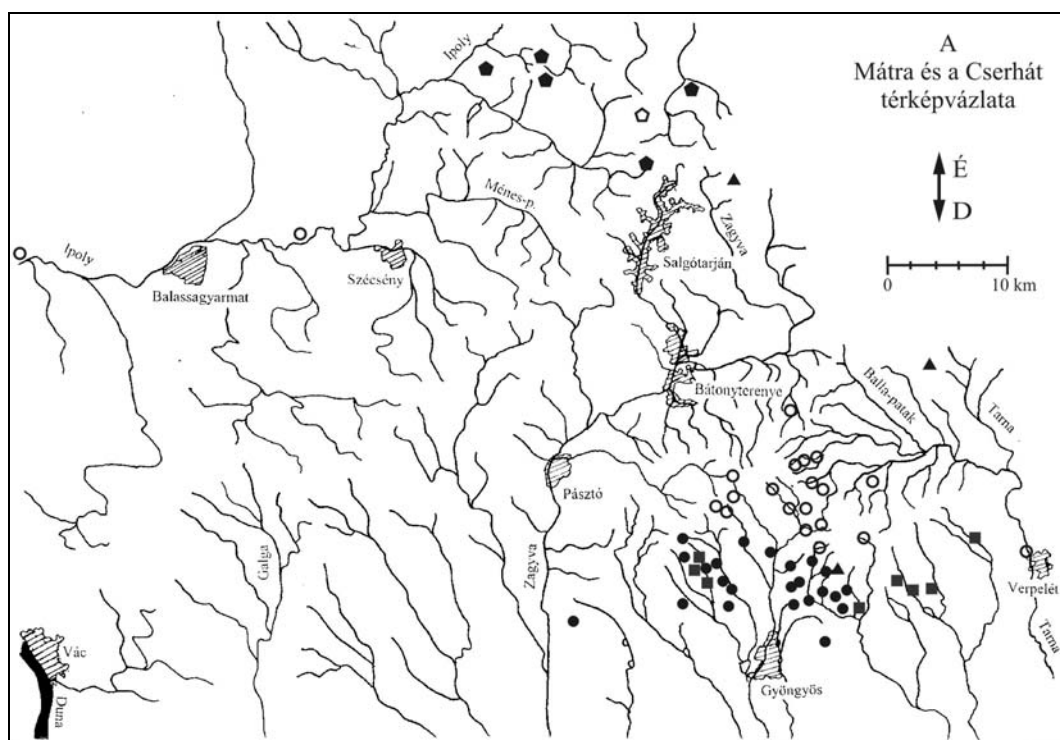 A
Mátra és a Cserhát
térképvázlata
É
D
0 10 km
Ipoly
Ménes-p.
Zagyva
Ipoly
Balassagyarmat
Szécsény
Salgótarján
Bátonyterenye
Balla-patak
Tarna
Pásztó
Galga
Zagyva
Verpelét
Tarna
Vác
Duna
Gyöngyös